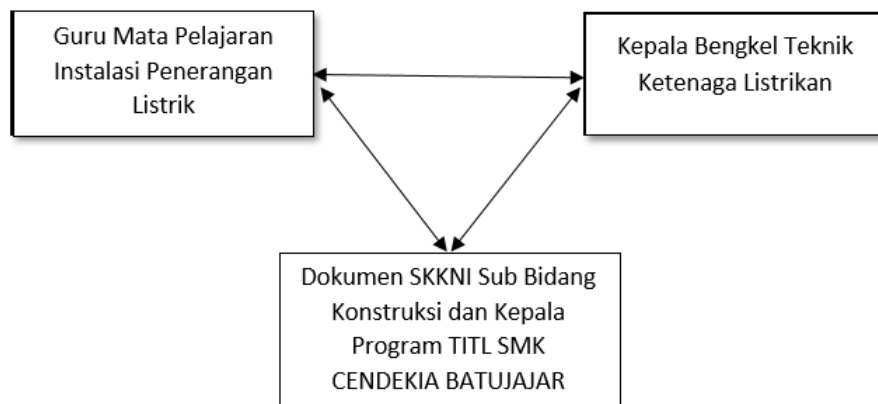 Guru Mata Pelajaran
Instalasi Penerangan
Listrik
Kepala Bengkel Teknik
Ketenaga Listrikan
Dokumen SKKNI Sub Bidang
Konstruksi dan Kepala
Program TITL SMK
CENDEKIA BATUJAJAR